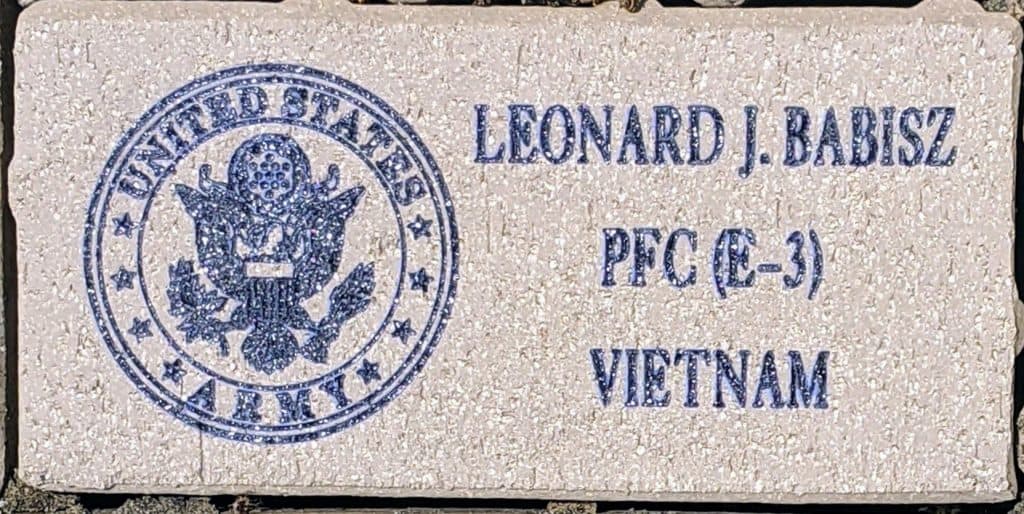 UNITED STATES
ARMY
LEONARD J. BABISZ
PFC (E-3)
VIETNAM